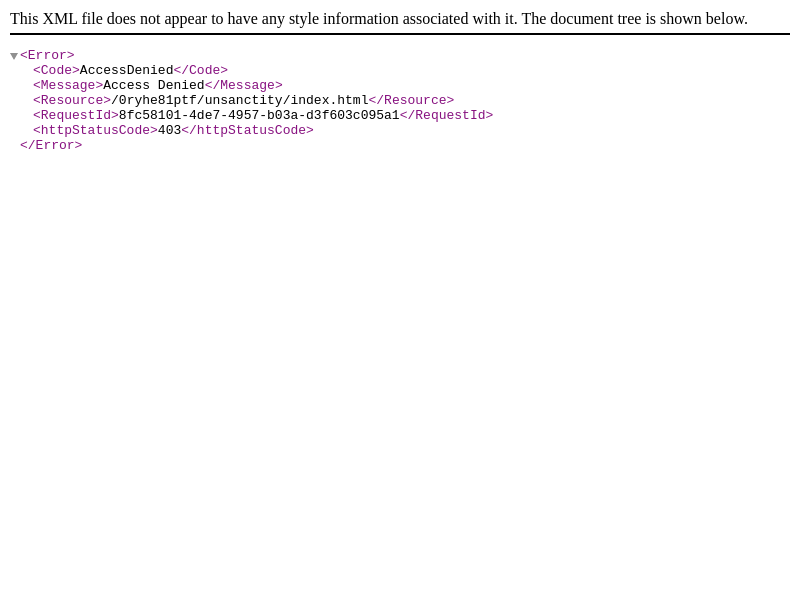 This XML file does not appear to have any style information associated with it. The document tree is shown below.
<Error>
<Code>AccessDenied</Code>
<Message>Access Denied</Message>
<Resource>/0ryhe81ptf/unsanctity/index.html</Resource>
<RequestId>8fc58101-4de7-4957-b03a-d3f603c095a1</RequestId>
<httpStatusCode>403</httpStatusCode>
</Error>